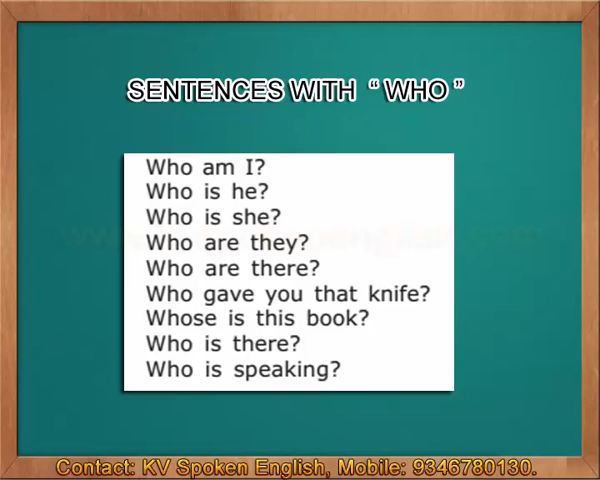 SENTENCES WITH “ WHO ”
Who am I?
Who is he?
Who is she?
Who are they?
Who are there?
Who gave you that knife?
Whose is this book?
Who is there?
Who is speaking?
Contact: KV Spoken English, Mobile: 9346780130.